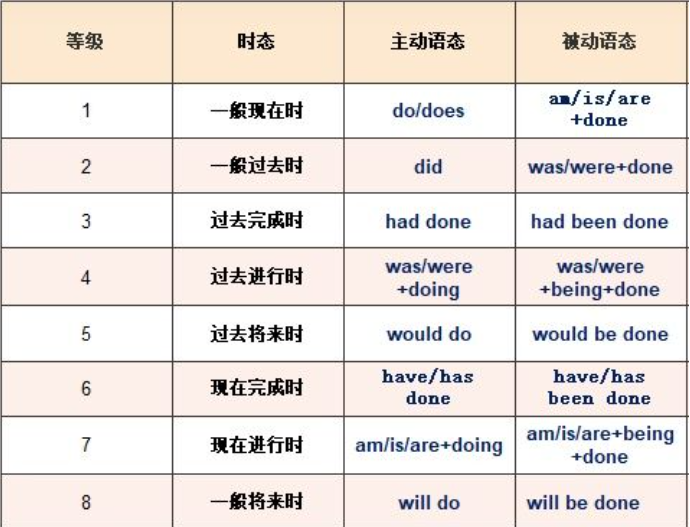 等级 时态 主动语态 被动语态
1 一般现在时 do/does am/is/are
+done
2 一般过去时 did was/were+done
3 过去完成时 had done had been done
4 过去进行时 was/were
+doing was/were
+being+done
5 过去将来时 would do would be done
6 现在完成时 have/has
done have/has
been done
7 现在进行时 am/is/are+doing am/is/are+being
+done
8 一般将来时 will do will be done